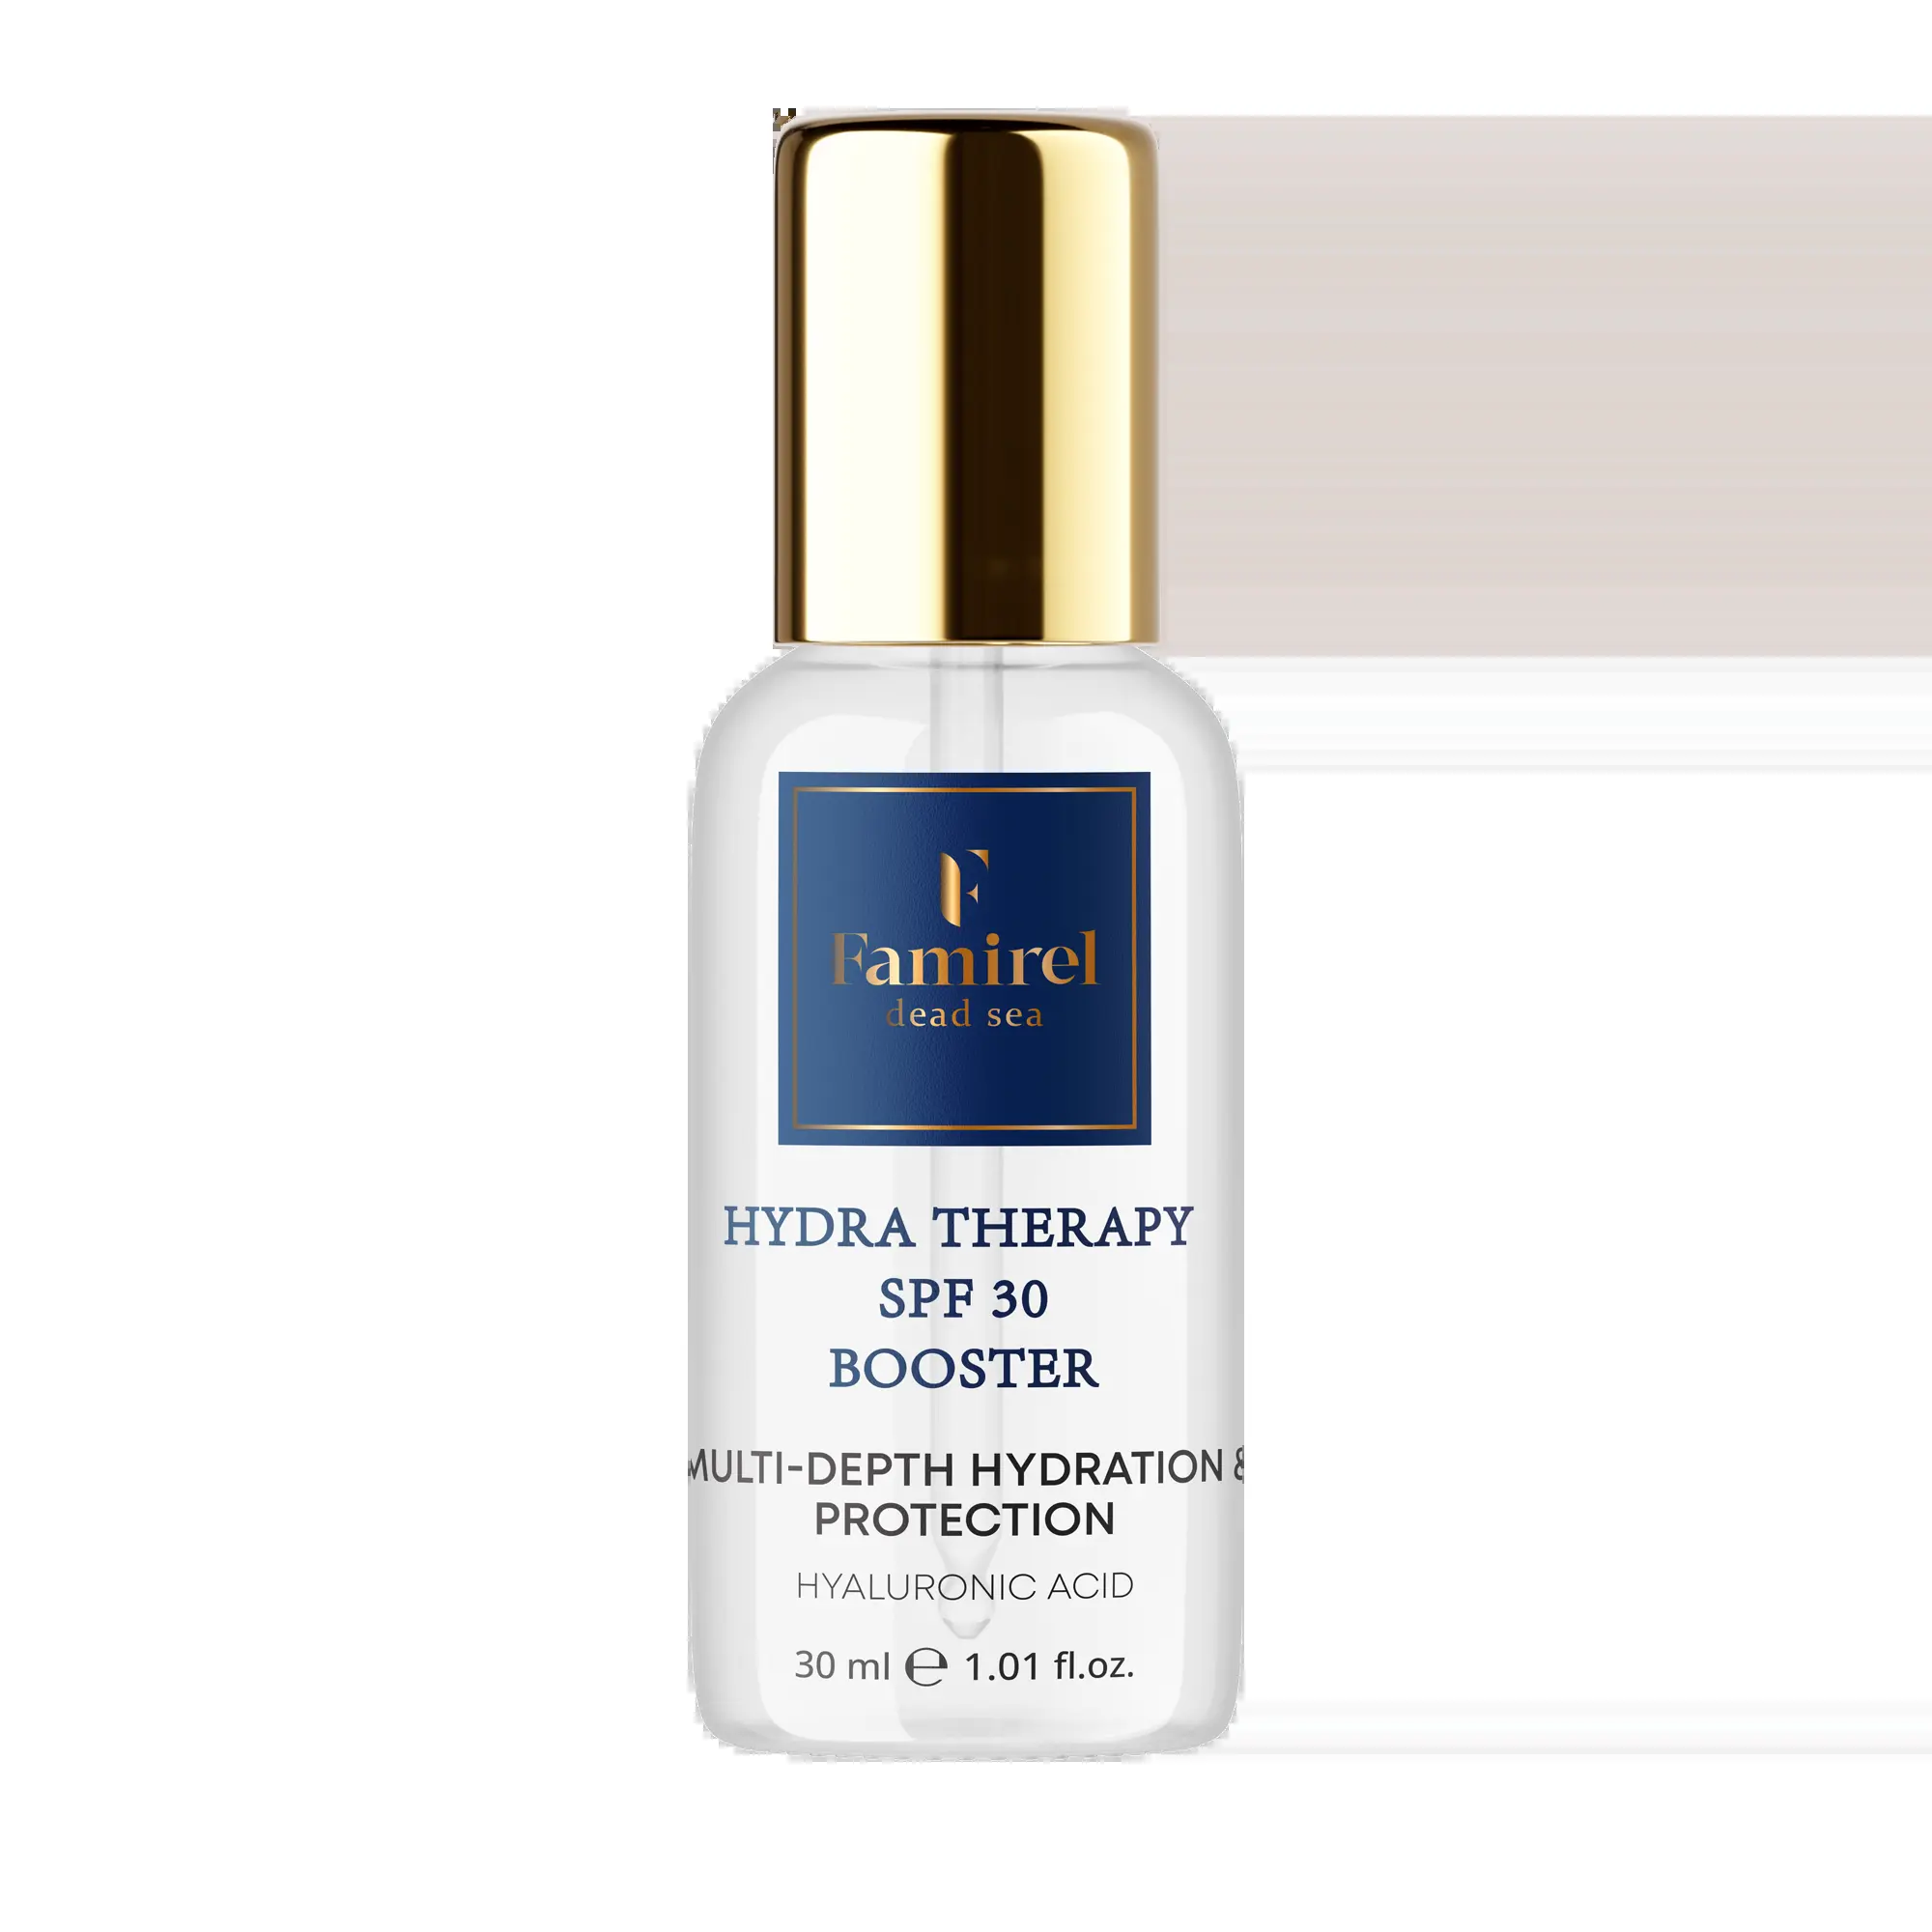 F
Famirel
dead sea
HYDRA THERAPY
SPF 30
BOOSTER
MULTI-DEPTH HYDRATION &
PROTECTION
HYALURONIC ACID
30 ml ℮ 1.01 fl.oz.